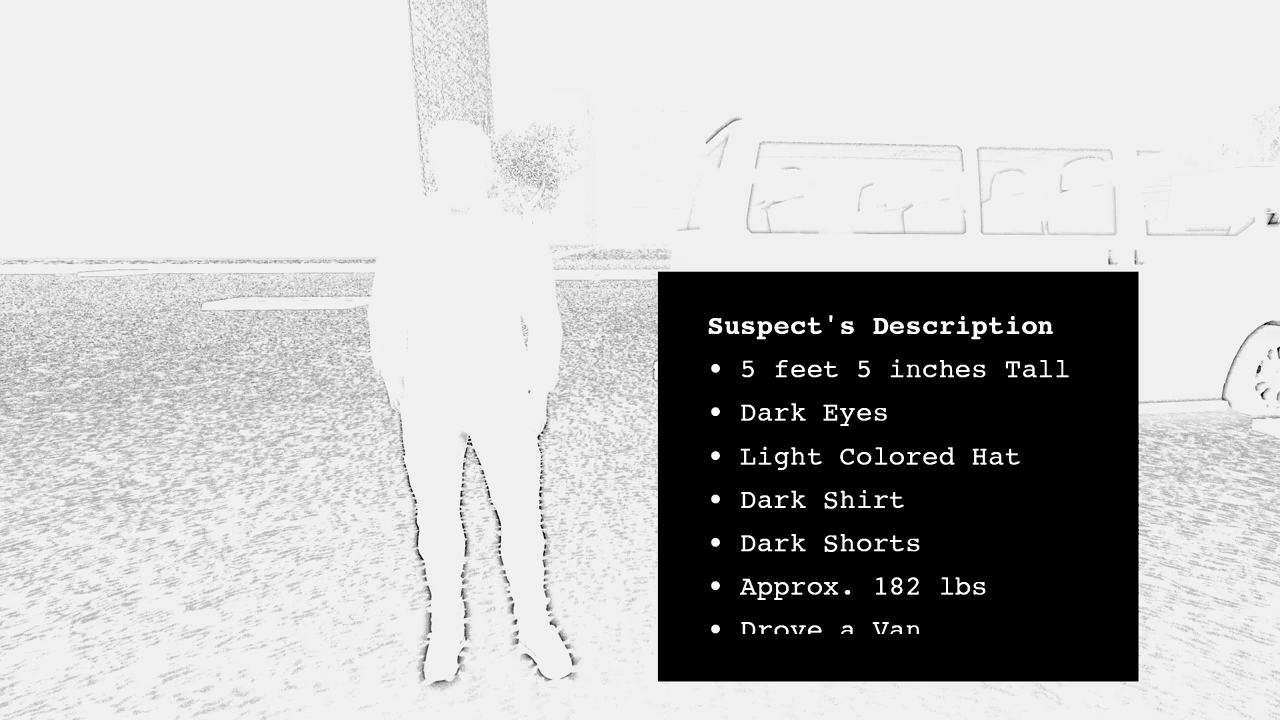 Suspect's Description
• 5 feet 5 inches Tall
• Dark Eyes
• Light Colored Hat
• Dark Shirt
• Dark Shorts
• Approx. 182 lbs
• Drove a Van